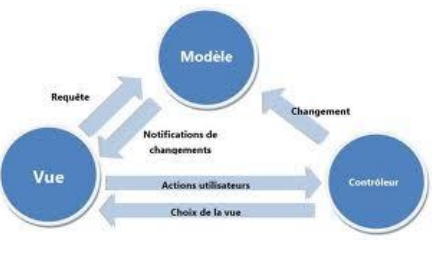 Modèle
Requête
Changement
Notifications de
changements
Vue
Actions utilisateurs
Contrôleur
Choix de la vue